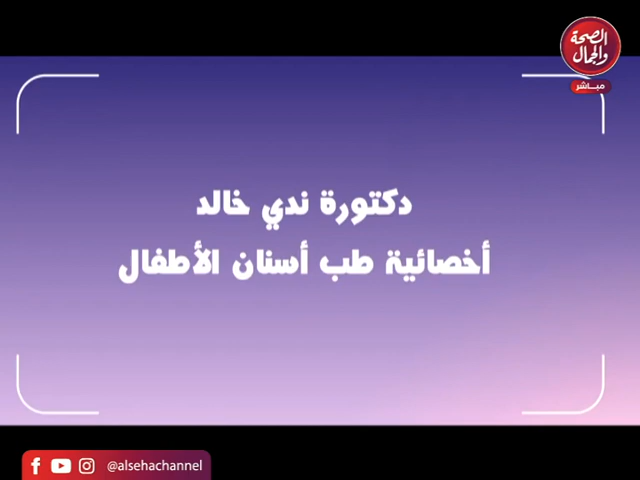 الصحة
والجمال
مباشر
دكتورة ندي خالد
أخصائية طب أسنان الأطفال
@alsehachannel